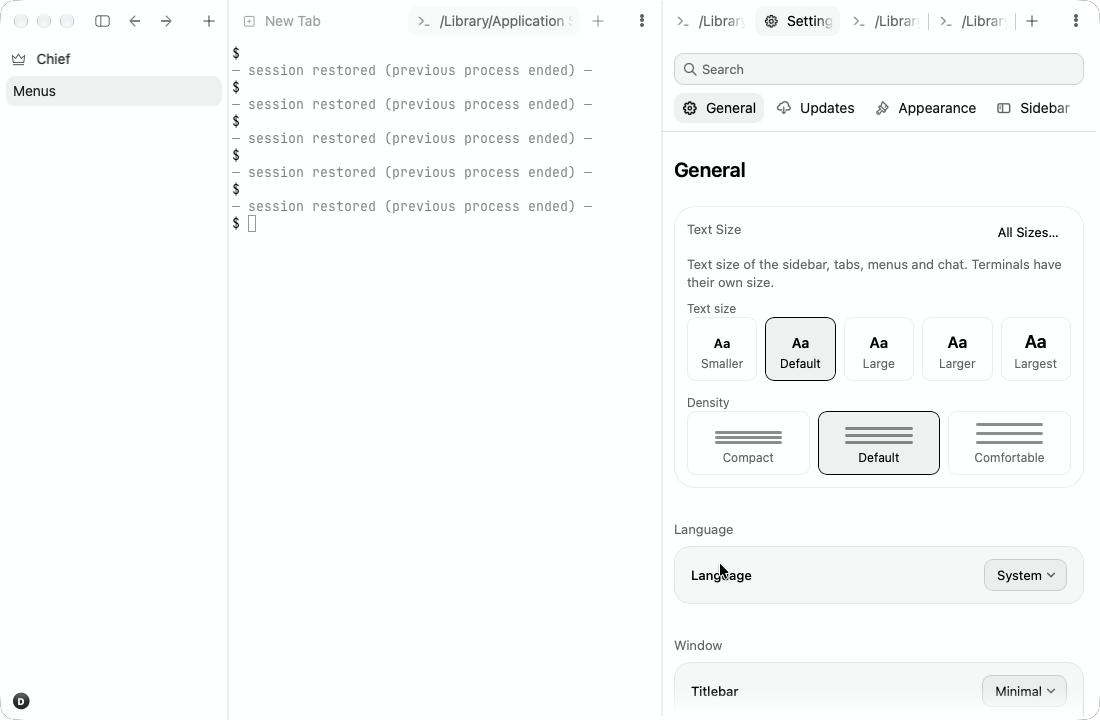 Chief
Menus
D
New Tab
/Library/Application
$
— session restored (previous process ended) —
$
— session restored (previous process ended) —
$
— session restored (previous process ended) —
$
— session restored (previous process ended) —
$
— session restored (previous process ended) —
$
/Library
Setting
/Library
/Library
Search
General
Updates
Appearance
Sidebar
General
Text Size
All Sizes...
Text size of the sidebar, tabs, menus and chat. Terminals have
their own size.
Text size
Aa Aa Aa Aa Aa
Smaller Default Large Larger Largest
Density
Compact Default Comfortable
Language
Language
System
Window
Titlebar
Minimal